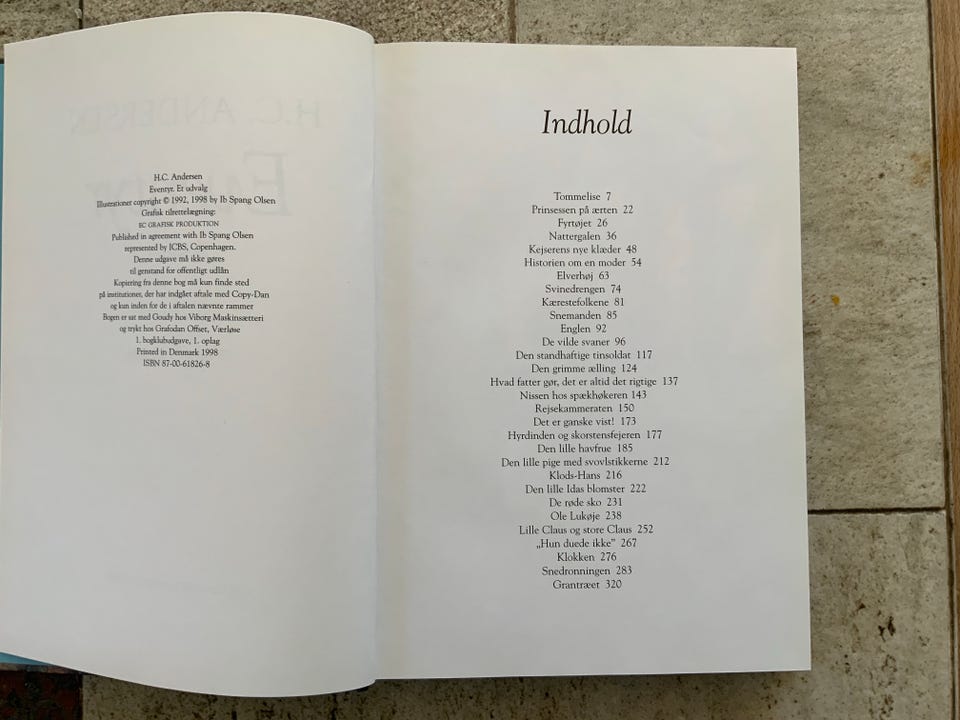 H.C. Andersen
Eventyr. Et udvalg
Illustrationer copyright © 1992, 1998 by Ib Spang Olsen
Grafisk tilrettelægning:
EC GRAFISK PRODUKTION
Published in agreement with Ib Spang Olsen
represented by ICBS, Copenhagen.
Denne udgave må ikke gøres
til genstand for offentligt udlån
Kopiering fra denne bog må kun finde sted
på institutioner, der har indgået aftale med Copy-Dan
og kun inden for de i aftalen nævnte rammer
Bogen er sat med Goudy hos Viborg Maskinsætteri
og trykt hos Grafodan Offset, Værløse
1. bogklubudgave, 1. oplag
Printed in Denmark 1998
ISBN 87-00-61826-8
Indhold
Tommelise 7
Prinsessen på ærten 22
Fyrtøjet 26
Nattergalen 36
Kejserens nye klæder 48
Historien om en moder 54
Elverhøj 63
Svinedrengen 74
Kærestefolkene 81
Snemanden 85
Englen 92
De vilde svaner 96
Den standhaftige tinsoldat 117
Den grimme ælling 124
Hvad fatter gør, det er altid det rigtige 137
Nissen hos spækhøkeren 143
Rejsekammeraten 150
Det er ganske vist! 173
Hyrdinden og skorstensfejeren 177
Den lille havfrue 185
Den lille pige med svovlstikkerne 212
Klods-Hans 216
Den lille Idas blomster 222
De røde sko 231
Ole Lukøje 238
Lille Claus og store Claus 252
„Hun duede ikke” 267
Klokken 276
Snedronningen 283
Grantræet 320